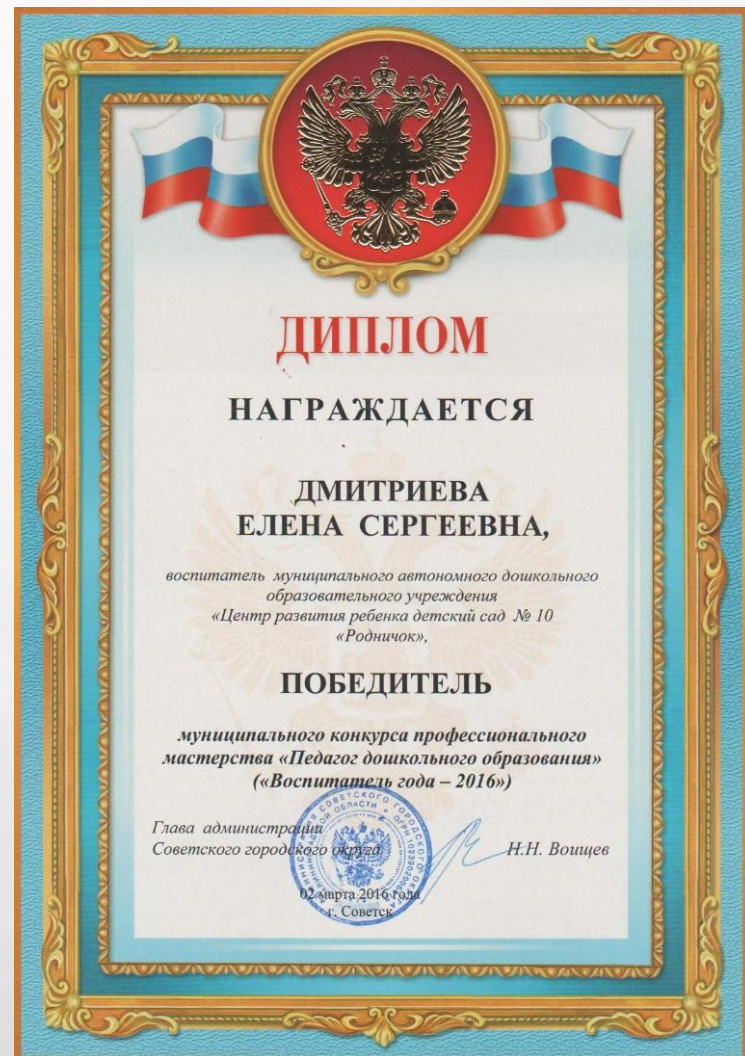 ДИПЛОМ
НАГРАЖДАЕТСЯ
ДМИТРИЕВА
ЕЛЕНА СЕРГЕЕВНА,
воспитатель муниципального автономного дошкольного
образовательного учреждения
«Центр развития ребенка детский сад № 10
«Родничок»,
ПОБЕДИТЕЛЬ
муниципального конкурса профессионального
мастерства «Педагог дошкольного образования»
(«Воспитатель года – 2016»)
Глава администрации
Советского городского округа
Н.Н. Воищев
02 марта 2016 года
г. Советск